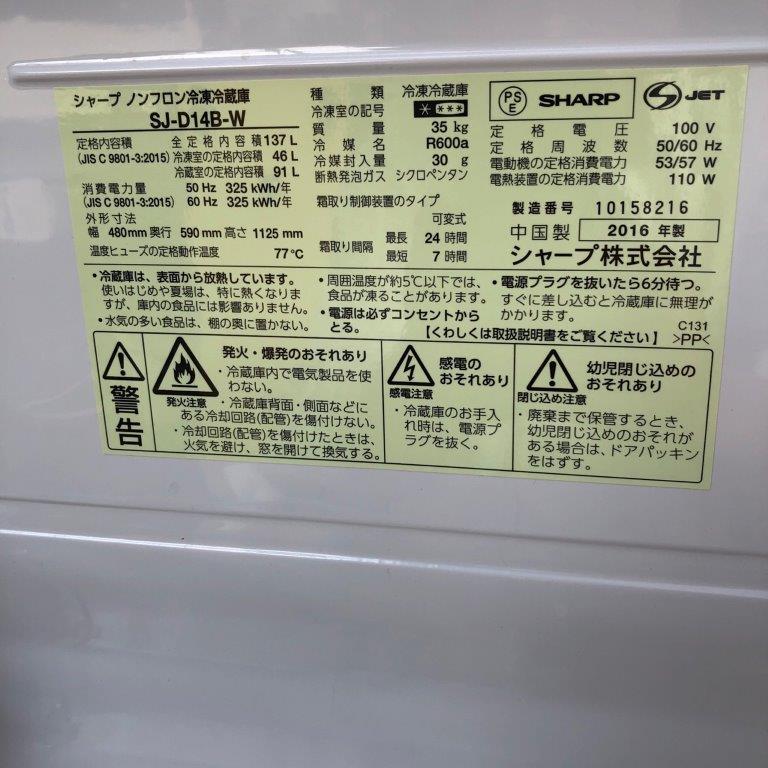 シャープ ノンフロン冷凍冷蔵庫
SJ-D14B-W
定格内容積 全定格内容積 137 L
(JIS C 9801-3:2015) 冷凍室の定格内容積 46 L
冷蔵室の定格内容積 91 L
消費電力量 50 Hz 325 kWh/年
(JIS C 9801-3:2015) 60 Hz 325 kWh/年
外形寸法
幅 480mm 奥行 590 mm 高さ 1125 mm
温度ヒューズの定格動作温度 77℃
種類 冷凍冷蔵庫
冷凍室の記号 * ***
質量 35 kg
冷媒名 R600a
冷媒封入量 30 g
断熱発泡ガス シクロペンタン
霜取り制御装置のタイプ
可変式
霜取り間隔 最長 24 時間
最短 7 時間
PSE SHARP S JET
定格電圧 100 V
定格周波数 50/60 Hz
電動機の定格消費電力 53/57 W
電熱装置の定格消費電力 110 W
製造番号 10158216
中国製 2016 年製
シャープ株式会社
・冷蔵庫は、表面から放熱しています。
使いはじめや夏場は、特に熱くなりま
すが、庫内の食品には影響ありません。
・水気の多い食品は、棚の奥に置かない。
・周囲温度が約5℃以下では、
食品が凍ることがあります。
・電源は必ずコンセントから
とる。
・電源プラグを抜いたら6分待つ。
すぐに差し込むと冷蔵庫に無理が
かかります。
【くわしくは取扱説明書をご覧ください】
C131
>PP<
警告
発火・爆発のおそれあり
発火注意
・冷蔵庫内で電気製品を使
わない。
・冷蔵庫背面・側面などに
ある冷却回路(配管)を傷付けない。
・冷却回路(配管)を傷付けたときは、
火気を避け、窓を開けて換気する。
感電の
おそれあり
感電注意
・冷蔵庫のお手入
れ時は、電源プ
ラグを抜く。
幼児閉じ込めの
おそれあり
閉じ込め注意
・廃棄まで保管するとき、
幼児閉じ込めのおそれが
ある場合は、ドアパッキン
をはずす。